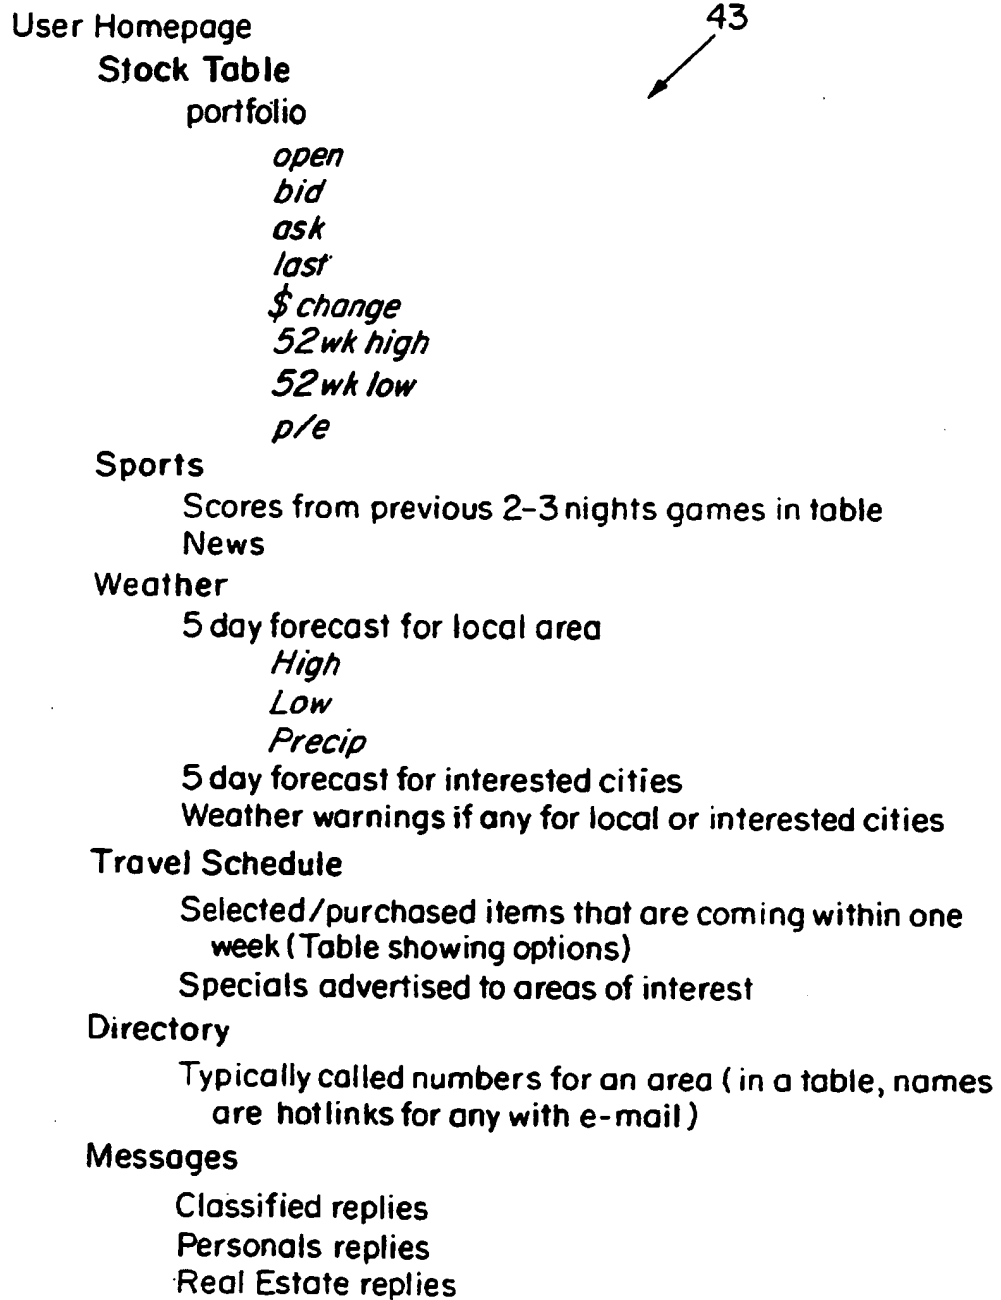 43
User Homepage
Stock Table
portfolio
open
bid
ask
last
$ change
52 wk high
52 wk low
p/e
Sports
Scores from previous 2-3 nights games in table
News
Weather
5 day forecast for local area
High
Low
Precip
5 day forecast for interested cities
Weather warnings if any for local or interested cities
Travel Schedule
Selected/purchased items that are coming within one
week (Table showing options)
Specials advertised to areas of interest
Directory
Typically called numbers for an area (in a table, names
are hotlinks for any with e-mail)
Messages
Classified replies
Personals replies
Real Estate replies